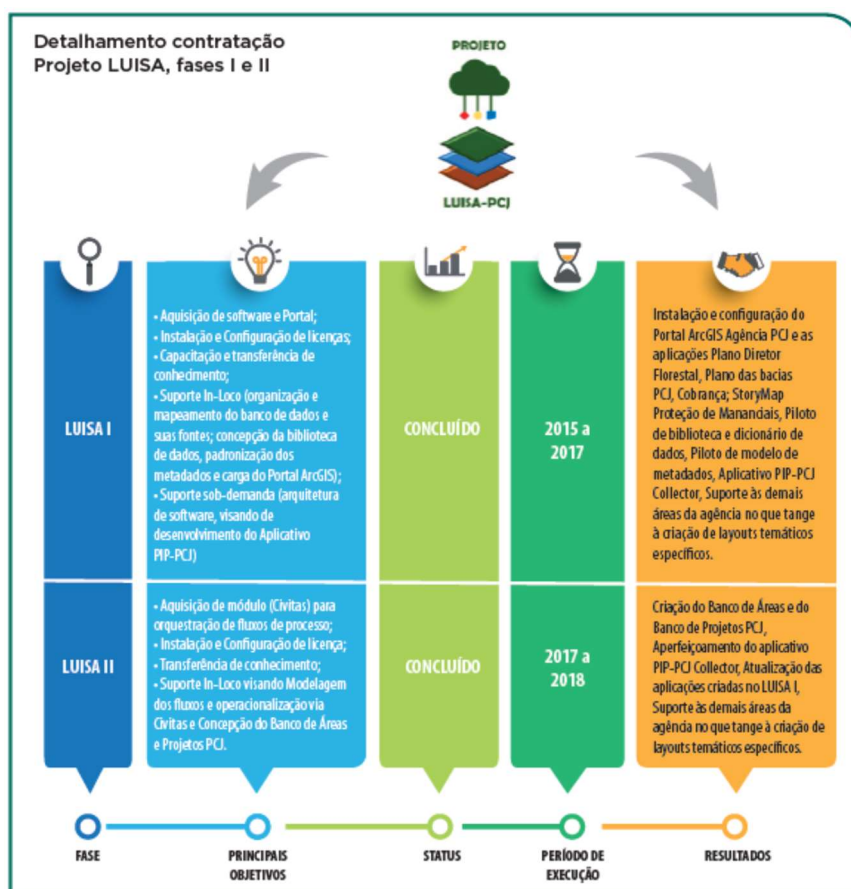 Detalhamento contratação
Projeto LUISA, fases I e II
PROJETO
LUISA-PCJ
LUISA I
• Aquisição de software e Portal;
• Instalação e Configuração de licenças;
• Capacitação e transferência de
conhecimento;
• Suporte In-Loco (organização e
mapeamento do banco de dados e
suas fontes; concepção da biblioteca
de dados, padronização dos
metadados e carga do Portal ArcGIS);
• Suporte sob-demanda (arquitetura
de software, visando de
desenvolvimento do Aplicativo
PIP-PCJ)
CONCLUÍDO
2015 a
2017
Instalação e configuração do
Portal ArcGIS Agência PCJ e as
aplicações Plano Diretor
Florestal, Plano das bacias
PCJ, Cobrança; StoryMap
Proteção de Mananciais, Piloto
de biblioteca e dicionário de
dados, Piloto de modelo de
metadados, Aplicativo PIP-PCJ
Collector, Suporte às demais
áreas da agência no que tange
à criação de layouts temáticos
específicos.
LUISA II
• Aquisição de módulo (Civitas) para
orquestração de fluxos de processo;
• Instalação e Configuração de licença;
• Transferência de conhecimento;
• Suporte In-Loco visando Modelagem
dos fluxos e operacionalização via
Civitas e Concepção do Banco de Áreas
e Projetos PCJ.
CONCLUÍDO
2017 a
2018
Criação do Banco de Áreas e do
Banco de Projetos PCJ,
Aperfeiçoamento do aplicativo
PIP-PCJ Collector, Atualização das
aplicações criadas no LUISA I,
Suporte às demais áreas da
agência no que tange à criação de
layouts temáticos específicos.
FASE
PRINCIPAIS
OBJETIVOS
STATUS
PERÍODO DE
EXECUÇÃO
RESULTADOS